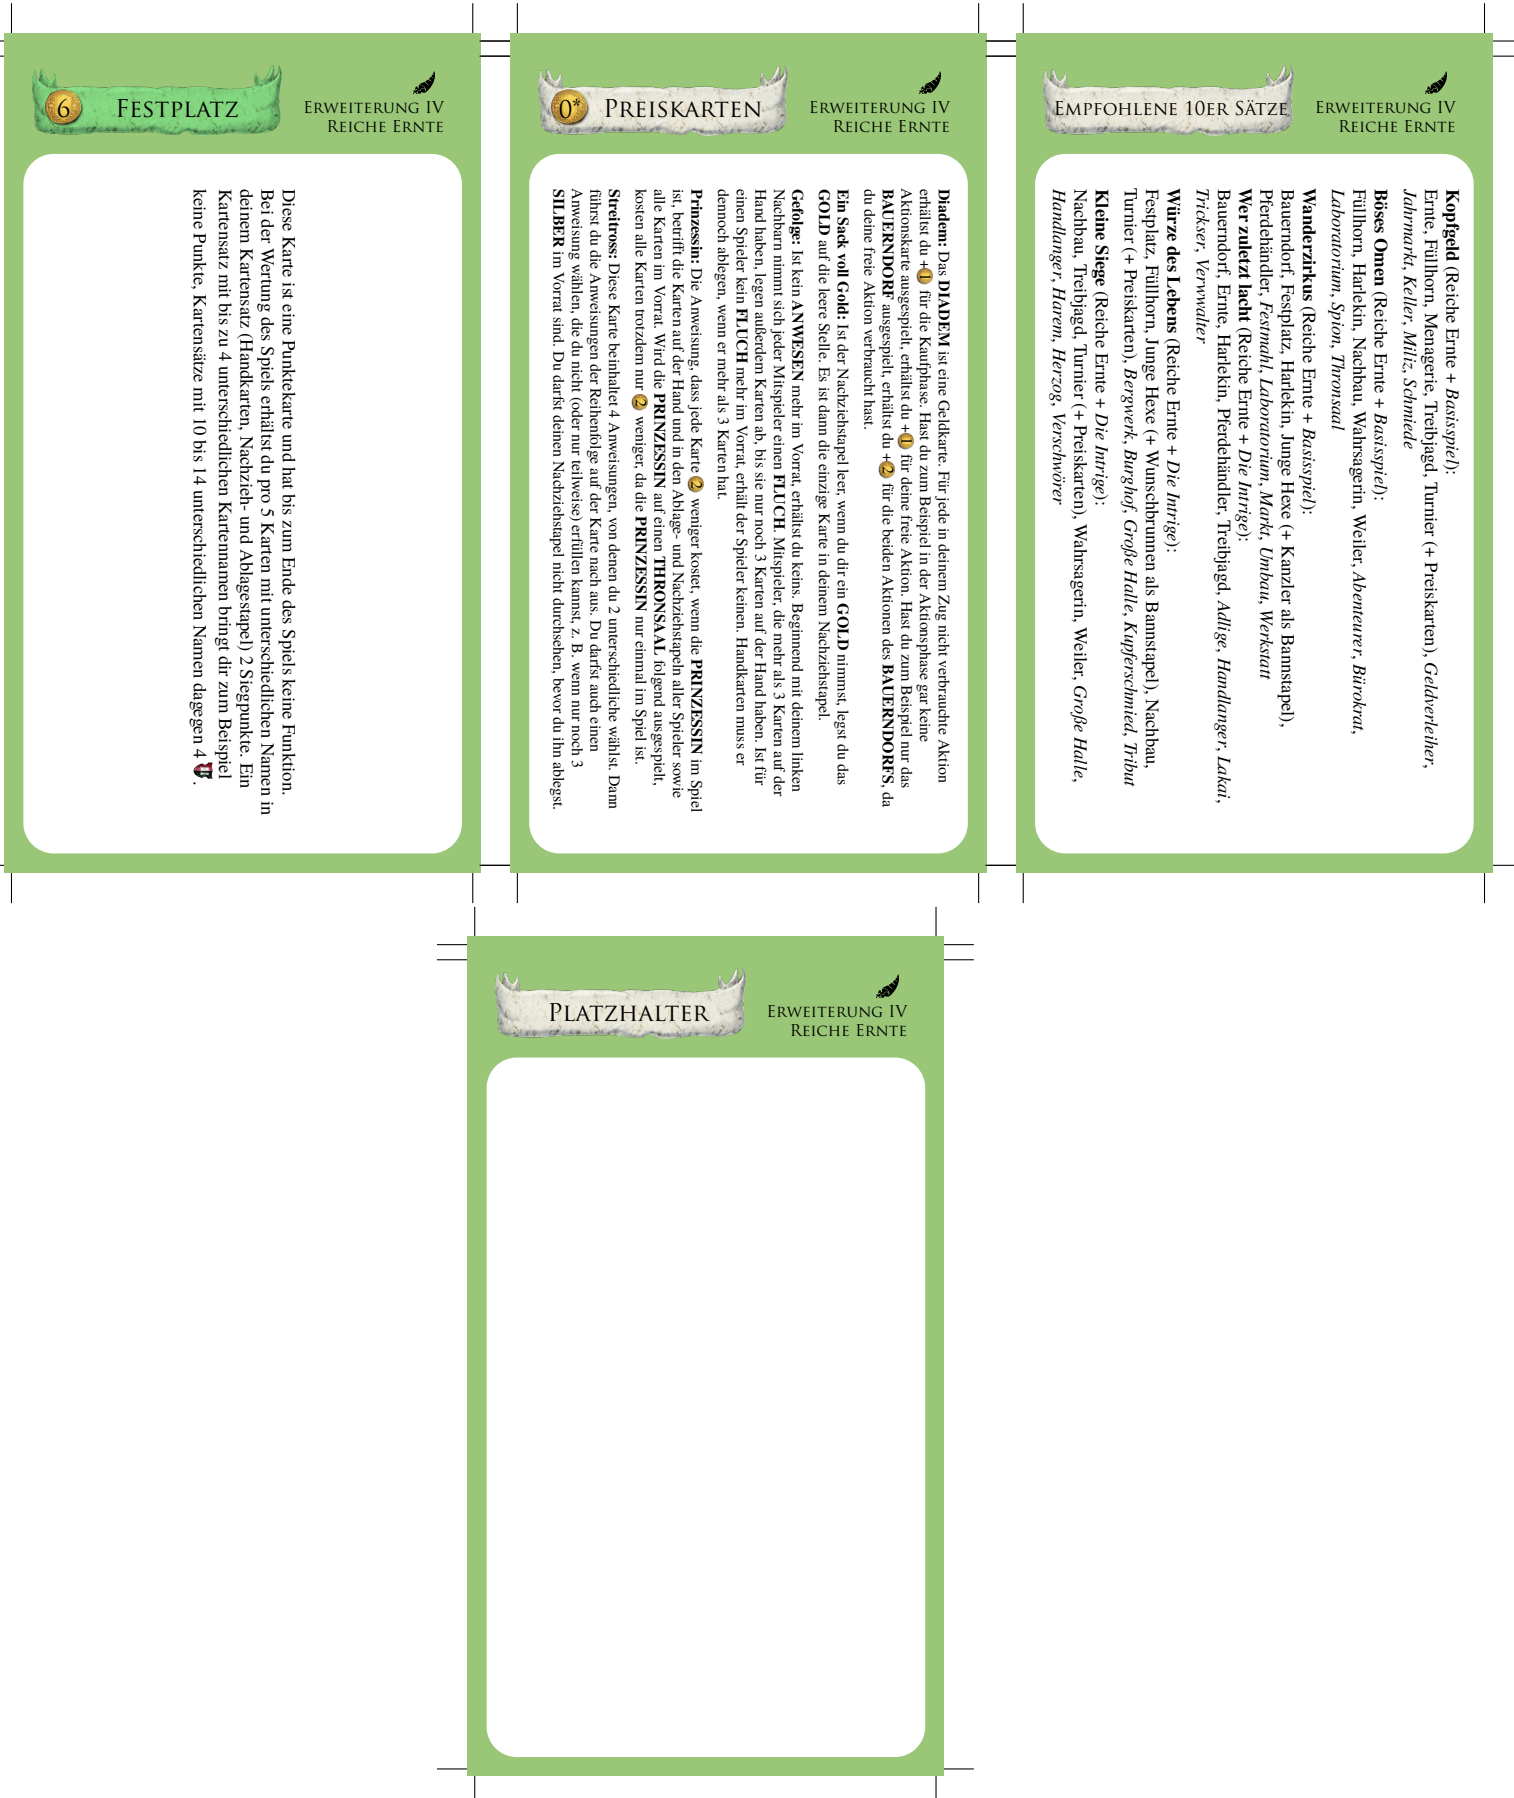 6
FESTPLATZ
ERWEITERUNG IV
REICHE ERNTE
Diese Karte ist eine Punktekarte und hat bis zum Ende des Spiels keine Funktion.
Bei der Wertung des Spiels erhältst du pro 5 Karten mit unterschiedlichen Namen in
deinem Kartensatz (Handkarten, Nachzieh- und Ablagestapel) 2 Siegpunkte. Ein
Kartensatz mit bis zu 4 unterschiedlichen Kartennamen bringt dir zum Beispiel
keine Punkte, Kartensätze mit 10 bis 14 unterschiedlichen Namen dagegen 4 .
0*
PREISKARTEN
ERWEITERUNG IV
REICHE ERNTE
Diadem: Das DIADEM ist eine Geldkarte. Für jede in deinem Zug nicht verbrauchte Aktion
erhältst du +1 für die Kaufphase. Hast du zum Beispiel in der Aktionsphase gar keine
Aktionskarte ausgespielt, erhältst du +1 für deine freie Aktion. Hast du zum Beispiel nur das
BAUERNDORF ausgespielt, erhältst du +2 für die beiden Aktionen des BAUERNDORFS, da
du deine freie Aktion verbraucht hast.
Ein Sack voll Gold: Ist der Nachziehstapel leer, wenn du dir ein GOLD nimmst, legst du das
GOLD auf die leere Stelle. Es ist dann die einzige Karte in deinem Nachziehstapel.
Gefolge: Ist kein ANWESEN mehr im Vorrat, erhältst du keins. Beginnend mit deinem linken
Nachbarn nimmt sich jeder Mitspieler einen FLUCH. Mitspieler, die mehr als 3 Karten auf der
Hand haben, legen außerdem Karten ab, bis sie nur noch 3 Karten auf der Hand haben. Ist für
einen Spieler kein FLUCH mehr im Vorrat, erhält der Spieler keinen. Handkarten muss er
dennoch ablegen, wenn er mehr als 3 Karten hat.
Prinzessin: Die Anweisung, dass jede Karte 2 weniger kostet, wenn die PRINZESSIN im Spiel
ist, betrifft die Karten auf der Hand und in den Ablage- und Nachziehstapeln aller Spieler sowie
alle Karten im Vorrat. Wird die PRINZESSIN auf einen THRONSAAL folgend ausgespielt,
kosten alle Karten trotzdem nur 2 weniger, da die PRINZESSIN nur einmal im Spiel ist.
Streitross: Diese Karte beinhaltet 4 Anweisungen, von denen du 2 unterschiedliche wählst. Dann
führst du die Anweisungen der Reihenfolge auf der Karte nach aus. Du darfst auch einen
Anweisung wählen, die du nicht (oder nur teilweise) erfüllen kannst, z. B. wenn nur noch 3
SILBER im Vorrat sind. Du darfst deinen Nachziehstapel nicht durchsehen, bevor du ihn ablegst.
EMPFOHLENE 10ER SÄTZE
ERWEITERUNG IV
REICHE ERNTE
Kopfgeld (Reiche Ernte + Basisspiel):
Ernte, Füllhorn, Menagerie, Treibjagd, Turnier (+ Preiskarten), Geldverleiher,
Jahrmarkt, Keller, Miliz, Schmiede
Böses Omen (Reiche Ernte + Basisspiel):
Füllhorn, Harlekin, Nachbau, Wahrsagerin, Weiler, Abenteurer, Bürokrat,
Laboratorium, Spion, Thronsaal
Wanderzirkus (Reiche Ernte + Basisspiel):
Bauerndorf, Festplatz, Harlekin, Junge Hexe (+ Kanzler als Bannstapel),
Pferdehändler, Festmahl, Laboratorium, Markt, Umbau, Werkstatt
Wer zuletzt lacht (Reiche Ernte + Die Intrige):
Bauerndorf, Ernte, Harlekin, Pferdehändler, Treibjagd, Adlige, Handlanger, Lakai,
Trickser, Verwwalter
Würze des Lebens (Reiche Ernte + Die Intrige):
Festplatz, Füllhorn, Junge Hexe (+ Wunschbrunnen als Bannstapel), Nachbau,
Turnier (+ Preiskarten), Bergwerk, Burghof, Große Halle, Kupferschmied, Tribut
Kleine Siege (Reiche Ernte + Die Intrige):
Nachbau, Treibjagd, Turnier (+ Preiskarten), Wahrsagerin, Weiler, Große Halle,
Handlanger, Harem, Herzog, Verschwörer
PLATZHALTER
ERWEITERUNG IV
REICHE ERNTE